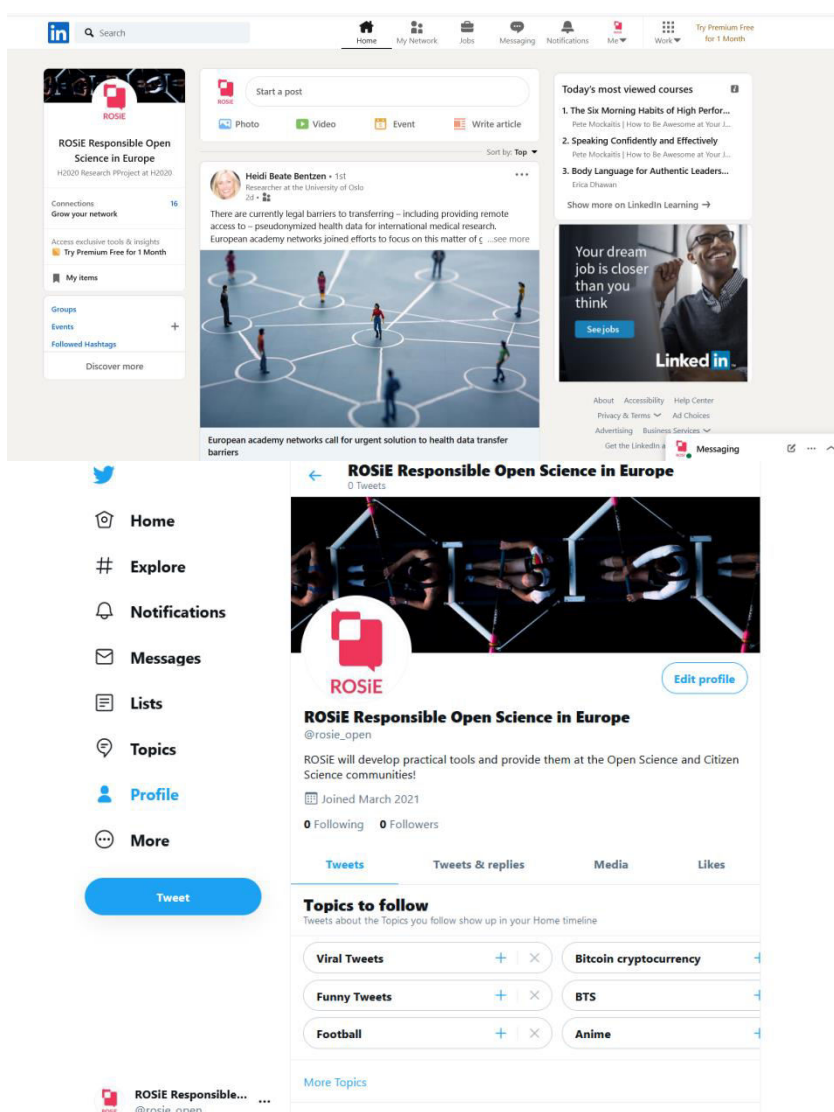 in
Search
Home
My Network
Jobs
Messaging
Notifications
Me
Work
Try Premium Free
for 1 Month
ROSiE
ROSiE Responsible Open
Science in Europe
H2020 Research PProject at H2020
Connections 16
Grow your network
Access exclusive tools & insights
Try Premium Free for 1 Month
My items
Groups
Events +
Followed Hashtags
Discover more
ROSiE
Start a post
Photo
Video
Event
Write article
Sort by: Top
Heidi Beate Bentzen • 1st
Researcher at the University of Oslo
2d •
There are currently legal barriers to transferring – including providing remote
access to – pseudonymized health data for international medical research.
European academy networks joined efforts to focus on this matter of g ...see more
European academy networks call for urgent solution to health data transfer
barriers
Today's most viewed courses
1. The Six Morning Habits of High Perfor...
Pete Mockaitis | How to Be Awesome at Your J...
2. Speaking Confidently and Effectively
Pete Mockaitis | How to Be Awesome at Your J...
3. Body Language for Authentic Leaders...
Erica Dhawan
Show more on LinkedIn Learning →
Your dream
job is closer
than you
think
See jobs
Linked in
About Accessibility Help Center
Privacy & Terms Ad Choices
Advertising Business Services
Get the LinkedIn a
Messaging
Home
Explore
Notifications
Messages
Lists
Topics
Profile
More
Tweet
ROSiE Responsible...
@rosie_open
ROSiE Responsible Open Science in Europe
0 Tweets
ROSiE
Edit profile
ROSiE Responsible Open Science in Europe
@rosie_open
ROSiE will develop practical tools and provide them at the Open Science and Citizen
Science communities!
Joined March 2021
0 Following 0 Followers
Tweets
Tweets & replies
Media
Likes
Topics to follow
Tweets about the Topics you follow show up in your Home timeline
Viral Tweets
Bitcoin cryptocurrency
Funny Tweets
BTS
Football
Anime
More Topics